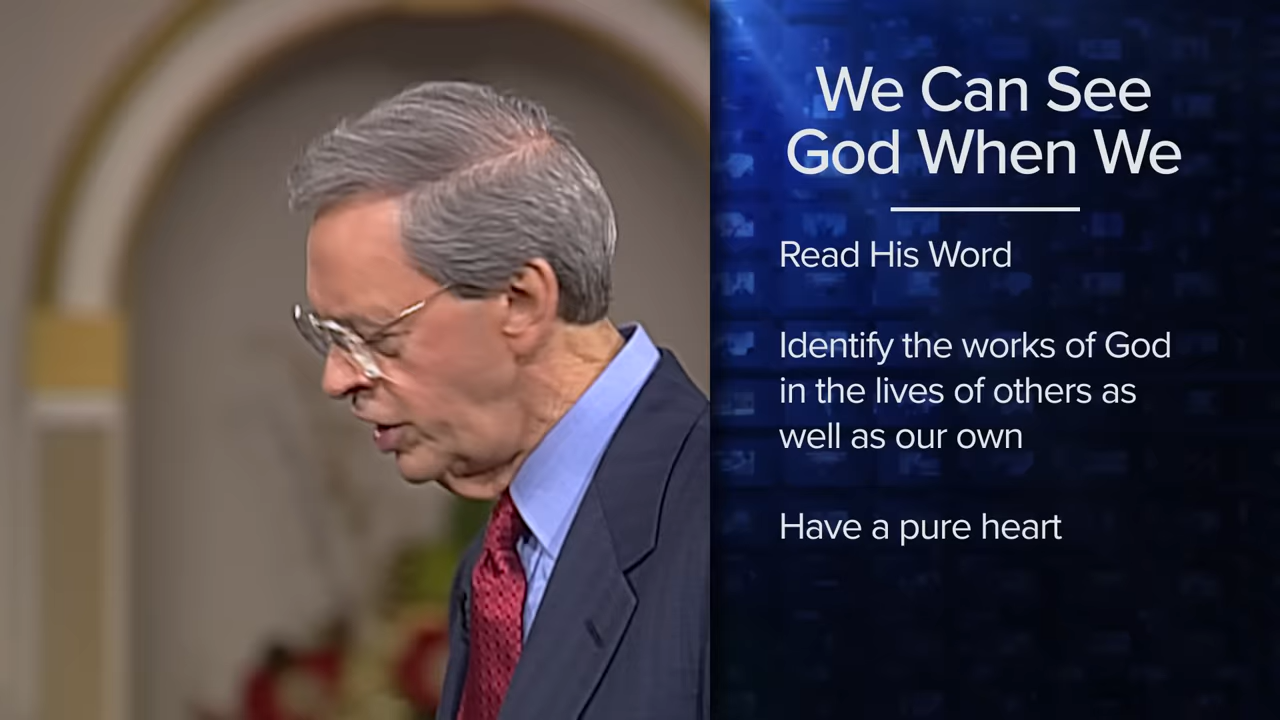 We Can See
God When We
Read His Word
Identify the works of God
in the lives of others as
well as our own
Have a pure heart